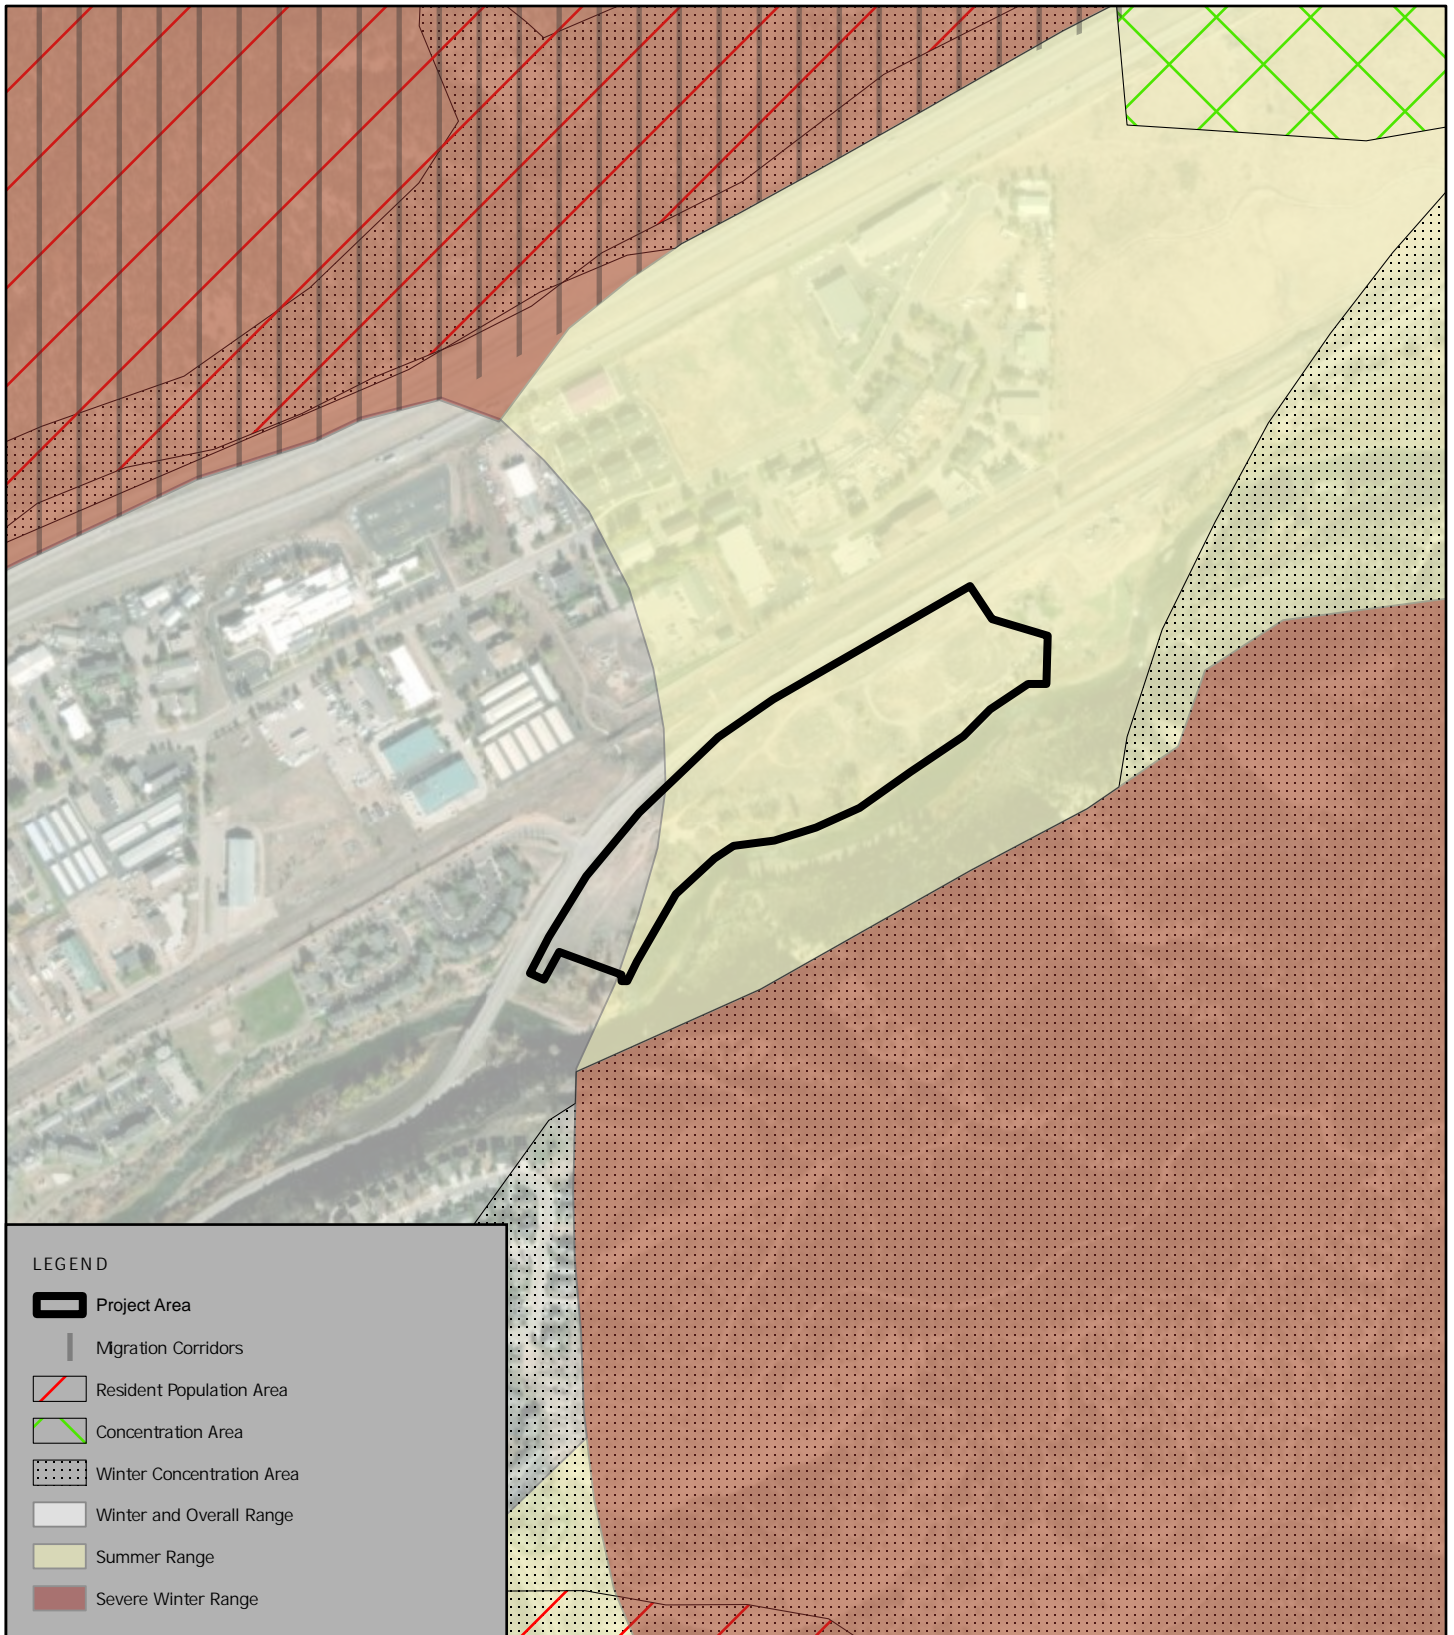 LEGEND
Project Area
Migration Corridors
Resident Population Area
Concentration Area
Winter Concentration Area
Winter and Overall Range
Summer Range
Severe Winter Range